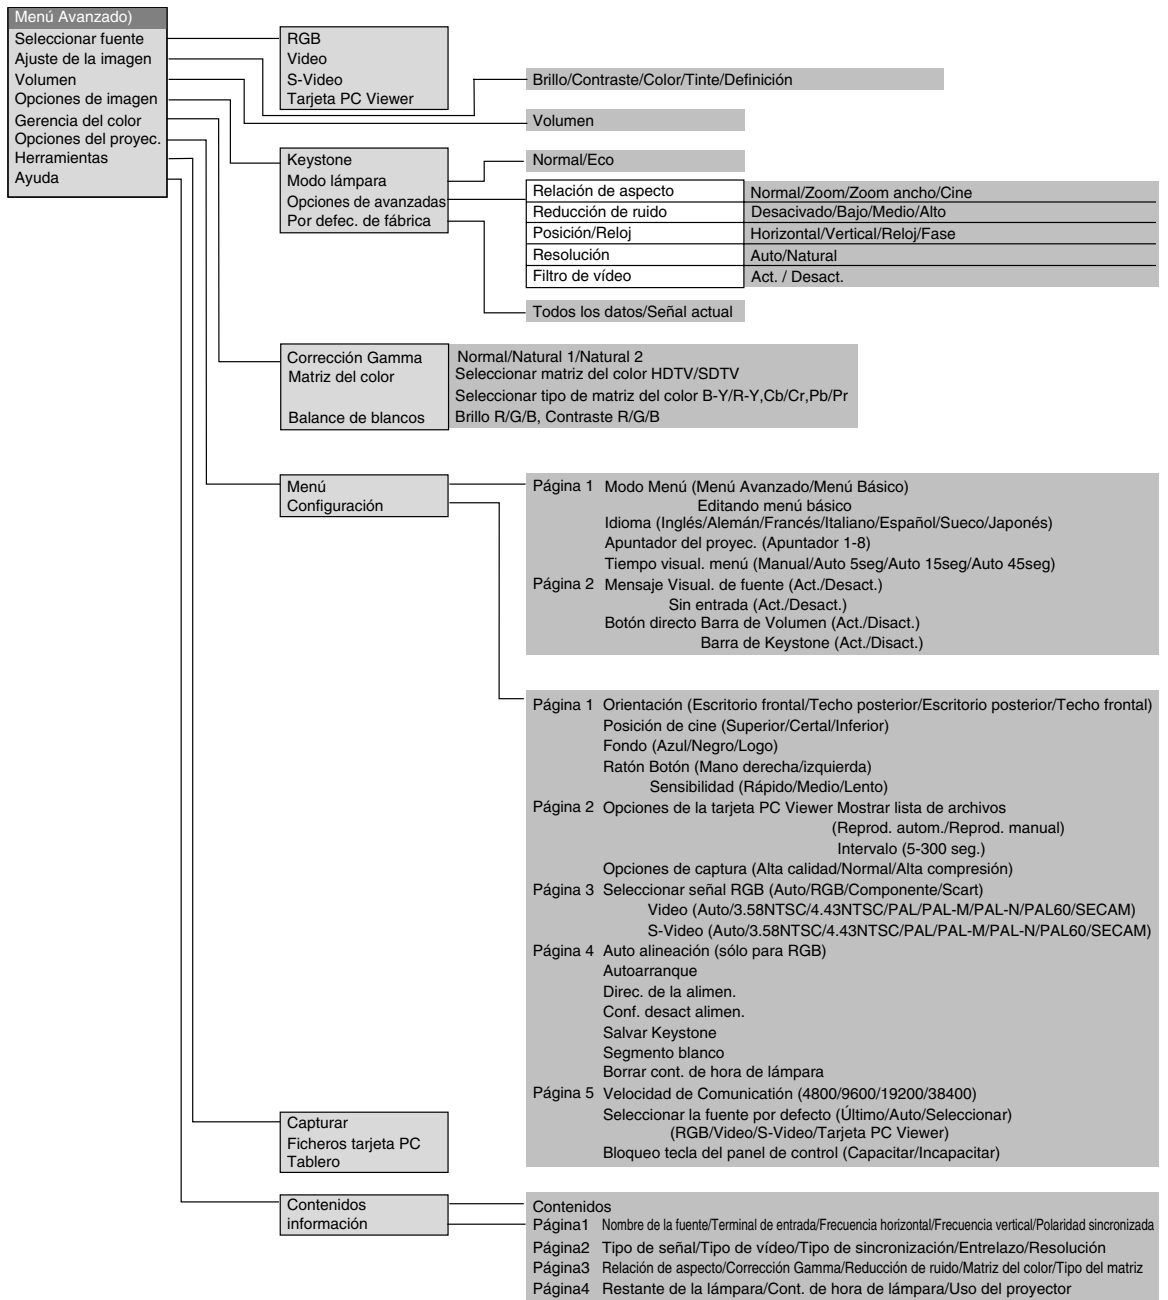 Menú Avanzado)
Seleccionar fuente
Ajuste de la imagen
Volumen
Opciones de imagen
Gerencia del color
Opciones del proyec.
Herramientas
Ayuda
RGB
Video
S-Video
Tarjeta PC Viewer
Brillo/Contraste/Color/Tinte/Definición
Volumen
Keystone
Modo lámpara
Opciones de avanzadas
Por defec. de fábrica
Normal/Eco
Relación de aspecto Normal/Zoom/Zoom ancho/Cine
Reducción de ruido Desacivado/Bajo/Medio/Alto
Posición/Reloj Horizontal/Vertical/Reloj/Fase
Resolución Auto/Natural
Filtro de vídeo Act. / Desact.
Todos los datos/Señal actual
Corrección Gamma Normal/Natural 1/Natural 2
Matriz del color Seleccionar matriz del color HDTV/SDTV
Seleccionar tipo de matriz del color B-Y/R-Y,Cb/Cr,Pb/Pr
Balance de blancos Brillo R/G/B, Contraste R/G/B
Menú
Configuración
Página 1 Modo Menú (Menú Avanzado/Menú Básico)
Editando menú básico
Idioma (Inglés/Alemán/Francés/Italiano/Español/Sueco/Japonés)
Apuntador del proyec. (Apuntador 1-8)
Tiempo visual. menú (Manual/Auto 5seg/Auto 15seg/Auto 45seg)
Página 2 Mensaje Visual. de fuente (Act./Desact.)
Sin entrada (Act./Desact.)
Botón directo Barra de Volumen (Act./Disact.)
Barra de Keystone (Act./Disact.)
Página 1 Orientación (Escritorio frontal/Techo posterior/Escritorio posterior/Techo frontal)
Posición de cine (Superior/Certal/Inferior)
Fondo (Azul/Negro/Logo)
Ratón Botón (Mano derecha/izquierda)
Sensibilidad (Rápido/Medio/Lento)
Página 2 Opciones de la tarjeta PC Viewer Mostrar lista de archivos
(Reprod. autom./Reprod. manual)
Intervalo (5-300 seg.)
Opciones de captura (Alta calidad/Normal/Alta compresión)
Página 3 Seleccionar señal RGB (Auto/RGB/Componente/Scart)
Video (Auto/3.58NTSC/4.43NTSC/PAL/PAL-M/PAL-N/PAL60/SECAM)
S-Video (Auto/3.58NTSC/4.43NTSC/PAL/PAL-M/PAL-N/PAL60/SECAM)
Página 4 Auto alineación (sólo para RGB)
Autoarranque
Direc. de la alimen.
Conf. desact alimen.
Salvar Keystone
Segmento blanco
Borrar cont. de hora de lámpara
Página 5 Velocidad de Comunicatión (4800/9600/19200/38400)
Seleccionar la fuente por defecto (Último/Auto/Seleccionar)
(RGB/Video/S-Video/Tarjeta PC Viewer)
Bloqueo tecla del panel de control (Capacitar/Incapacitar)
Capturar
Ficheros tarjeta PC
Tablero
Contenidos
información
Contenidos
Página1 Nombre de la fuente/Terminal de entrada/Frecuencia horizontal/Frecuencia vertical/Polaridad sincronizada
Página2 Tipo de señal/Tipo de vídeo/Tipo de sincronización/Entrelazo/Resolución
Página3 Relación de aspecto/Corrección Gamma/Reducción de ruido/Matriz del color/Tipo del matriz
Página4 Restante de la lámpara/Cont. de hora de lámpara/Uso del proyector